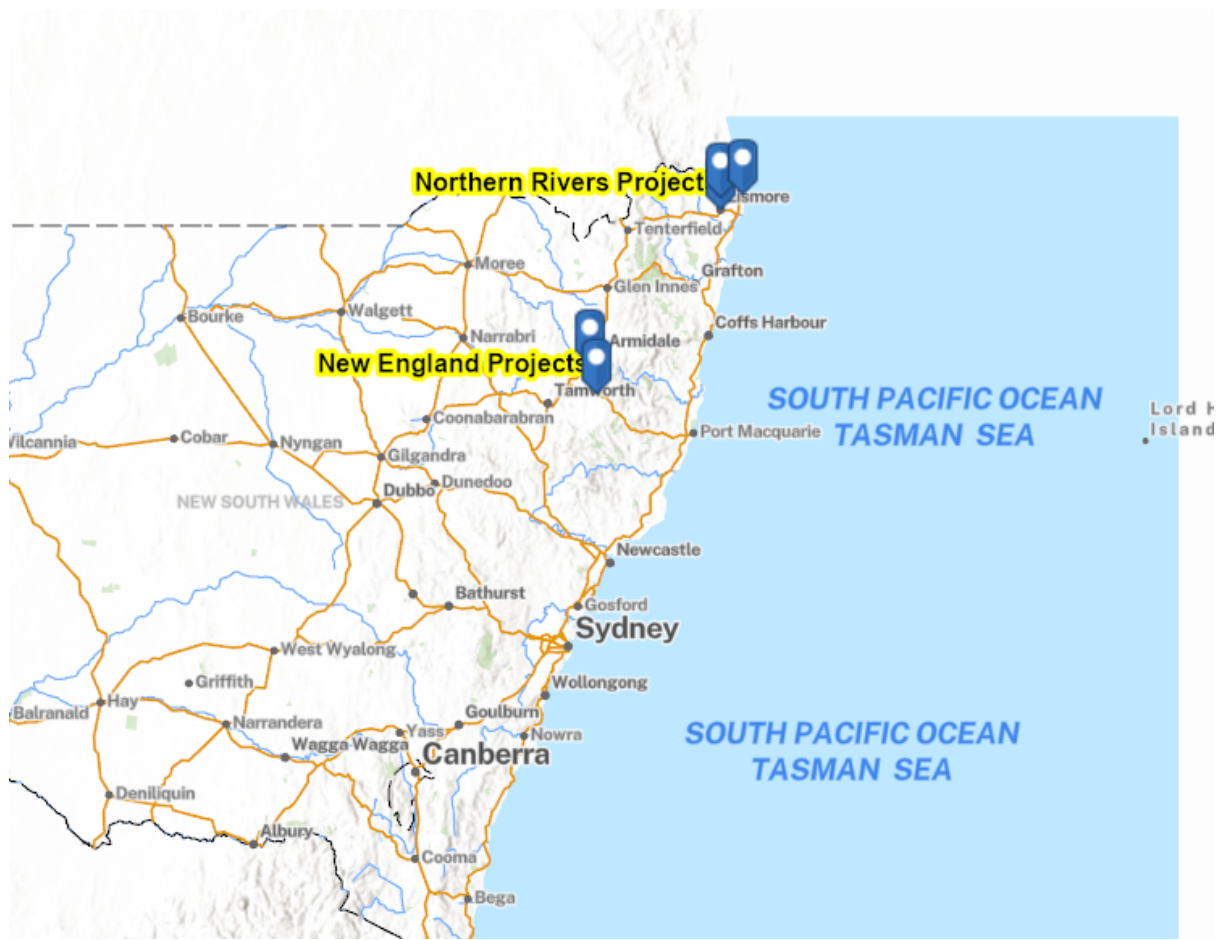 Northern Rivers Project
Lismore
Tenterfield
Moree
Grafton
Glen Innes
Bourke
Walgett
Coffs Harbour
Narrabri
Armidale
New England Projects
Tamworth
SOUTH PACIFIC OCEAN
TASMAN SEA
Lord H
Island
Coonabarabran
Port Macquarie
Vilcannia
Cobar
Nyngan
Gilgandra
Dunedoo
Dubbo
NEW SOUTH WALES
Newcastle
Bathurst
Gosford
Sydney
West Wyalong
Griffith
Wollongong
Hay
Balranald
Goulburn
Narrandera
Yass
Nowra
SOUTH PACIFIC OCEAN
TASMAN SEA
Wagga Wagga
Canberra
Deniliquin
Albury
Cooma
Bega